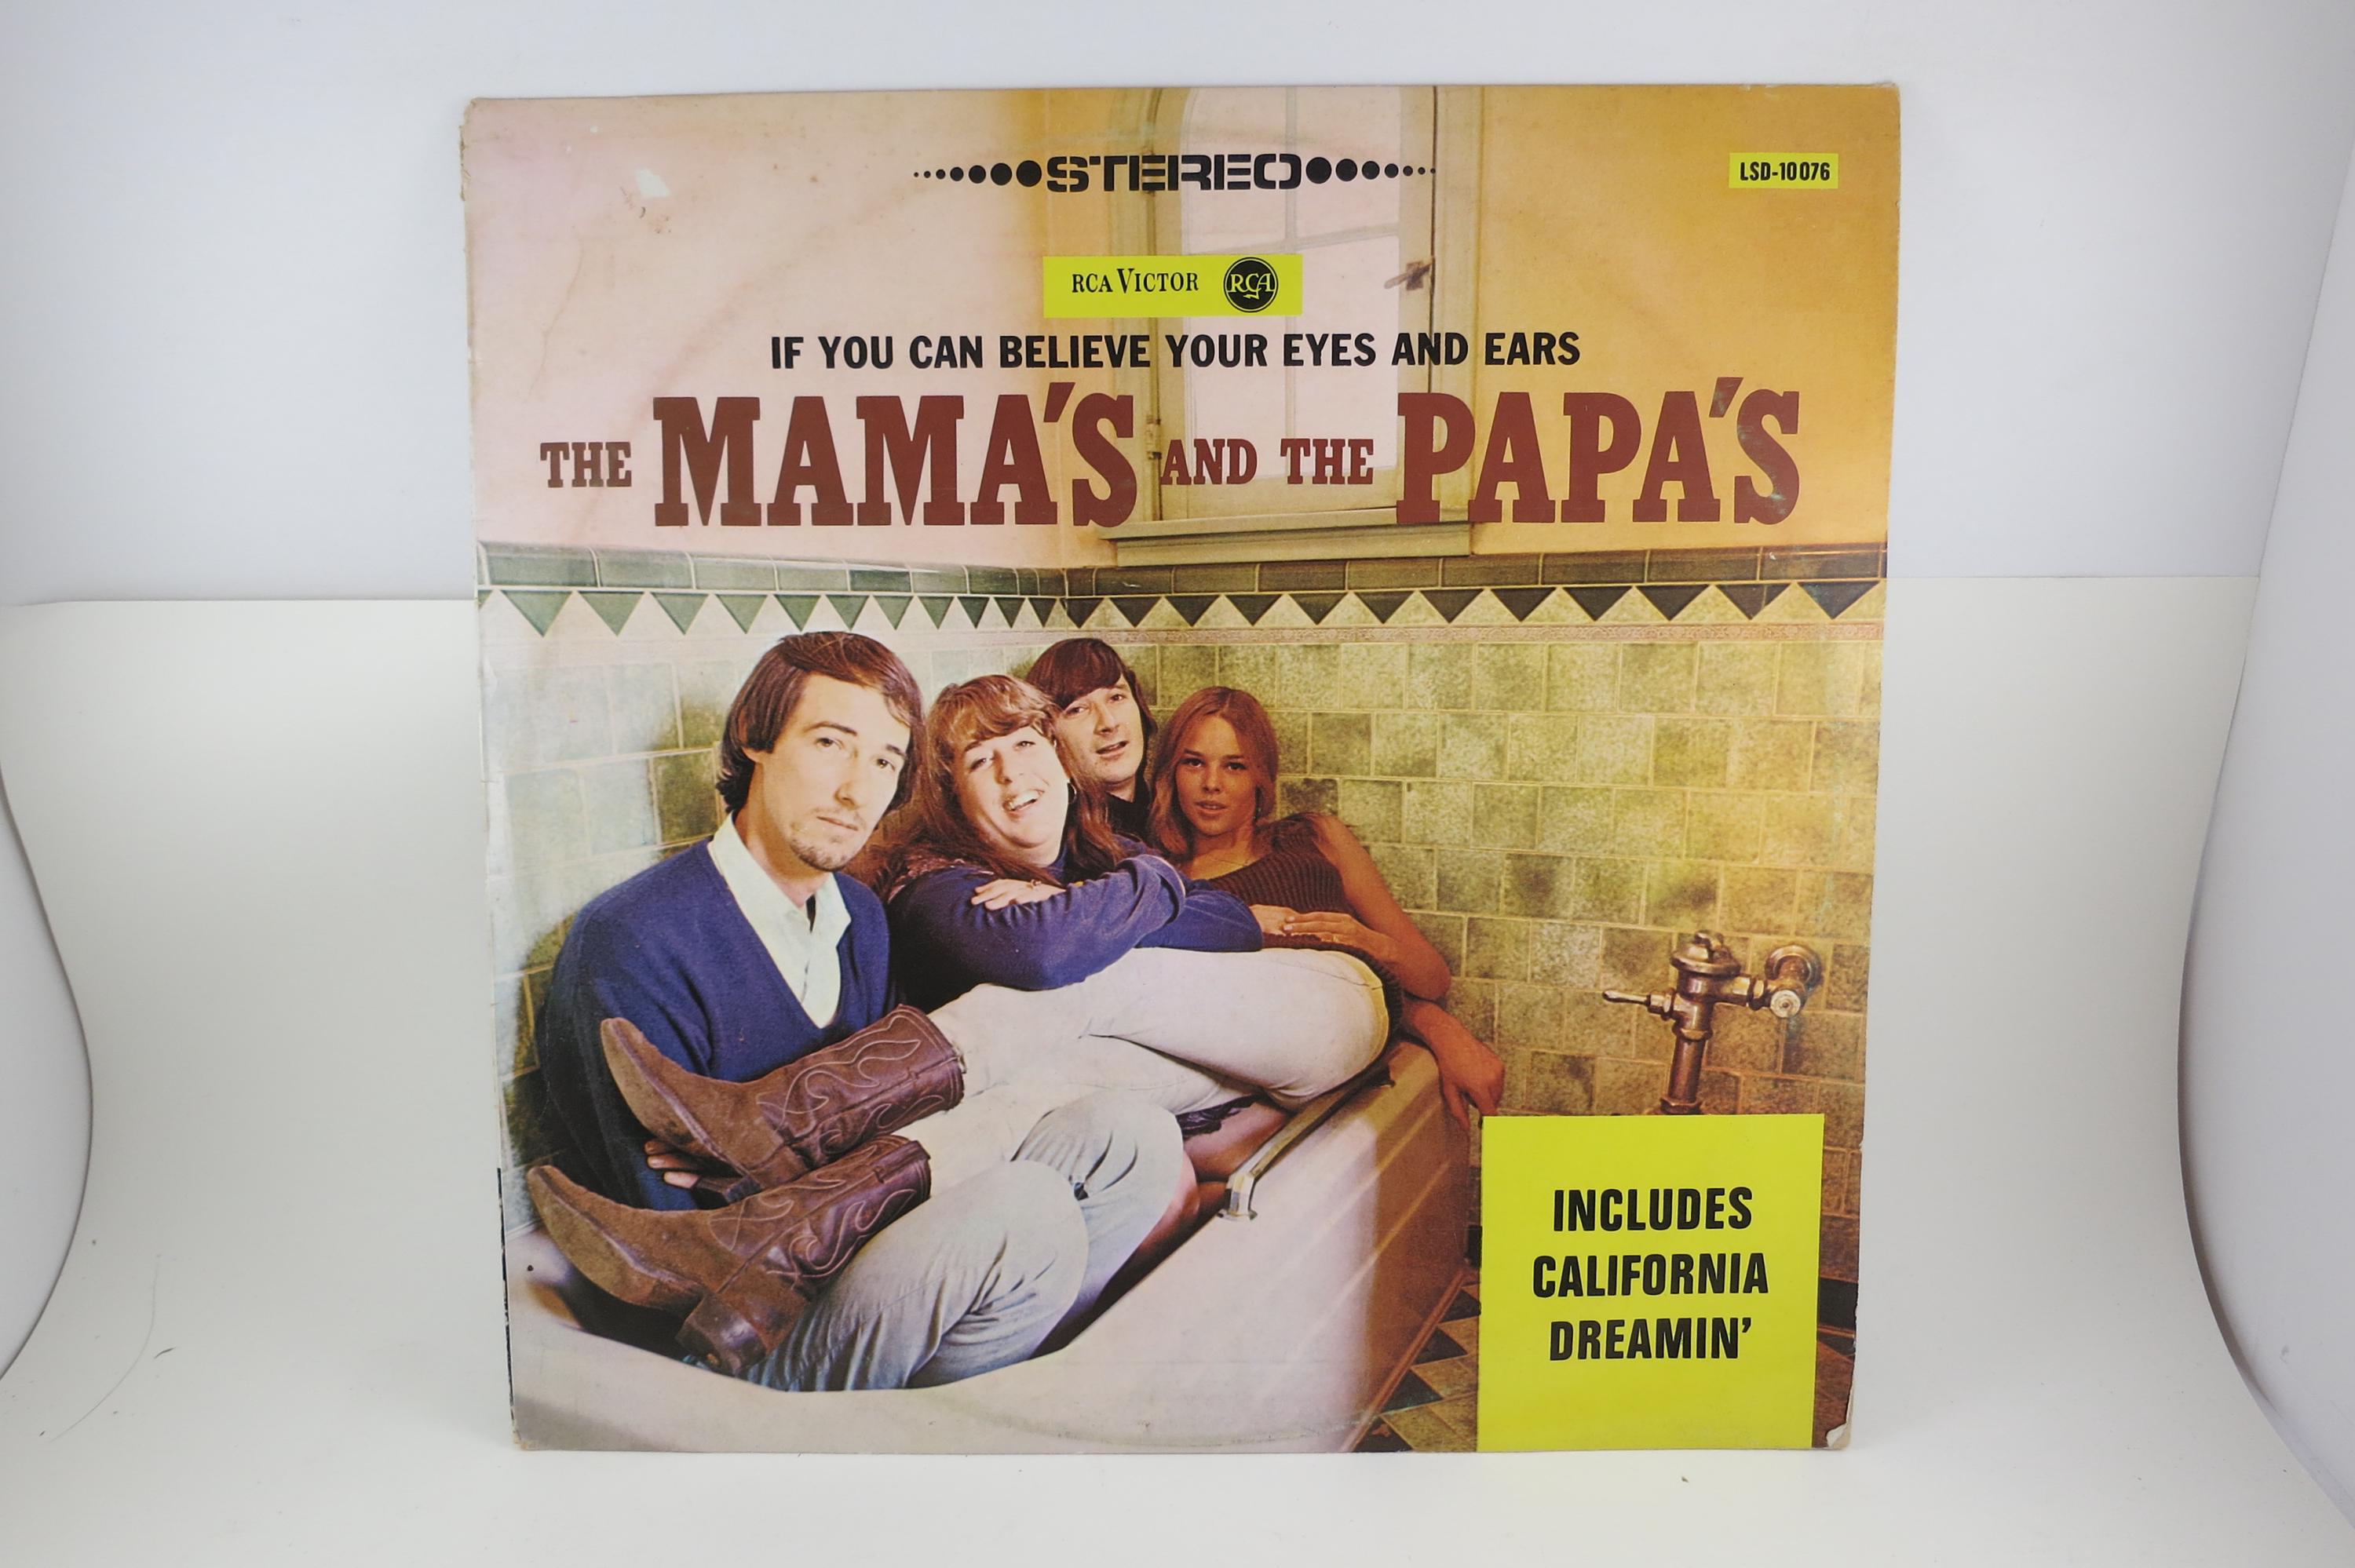 STEREO
LSD-10076
RCA VICTOR RCA
IF YOU CAN BELIEVE YOUR EYES AND EARS
THE MAMA'S AND THE PAPA'S
INCLUDES
CALIFORNIA
DREAMIN'